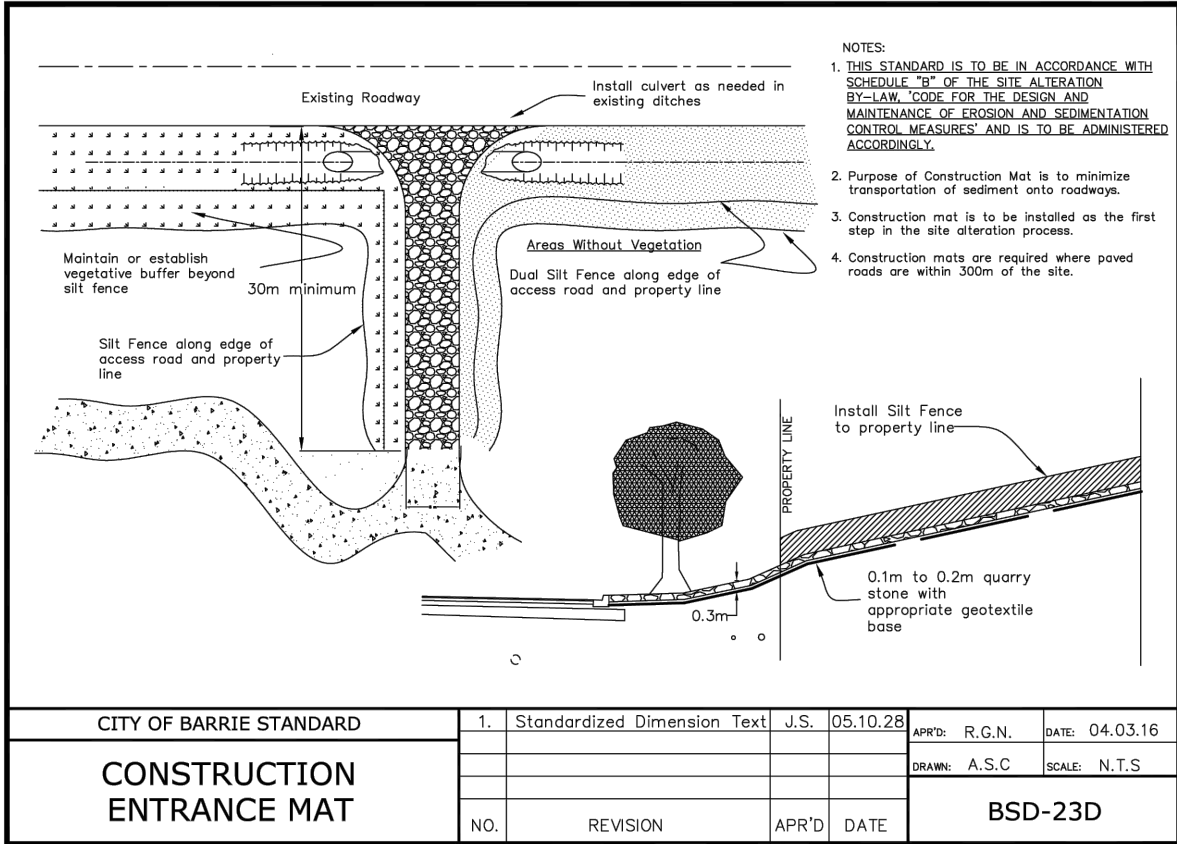 NOTES:
1. THIS STANDARD IS TO BE IN ACCORDANCE WITH
SCHEDULE "B" OF THE SITE ALTERATION
BY-LAW, 'CODE FOR THE DESIGN AND
MAINTENANCE OF EROSION AND SEDIMENTATION
CONTROL MEASURES' AND IS TO BE ADMINISTERED
ACCORDINGLY.
2. Purpose of Construction Mat is to minimize
transportation of sediment onto roadways.
3. Construction mat is to be installed as the first
step in the site alteration process.
4. Construction mats are required where paved
roads are within 300m of the site.
Existing Roadway
Install culvert as needed in
existing ditches
Maintain or establish
vegetative buffer beyond
silt fence
30m minimum
Areas Without Vegetation
Dual Silt Fence along edge of
access road and property line
Silt Fence along edge of
access road and property
line
PROPERTY LINE
Install Silt Fence
to property line
0.3m
0.1m to 0.2m quarry
stone with
appropriate geotextile
base
CITY OF BARRIE STANDARD
CONSTRUCTION
ENTRANCE MAT
1. Standardized Dimension Text J.S. 05.10.28
NO. REVISION APR'D DATE
APR'D: R.G.N. DATE: 04.03.16
DRAWN: A.S.C SCALE: N.T.S
BSD-23D